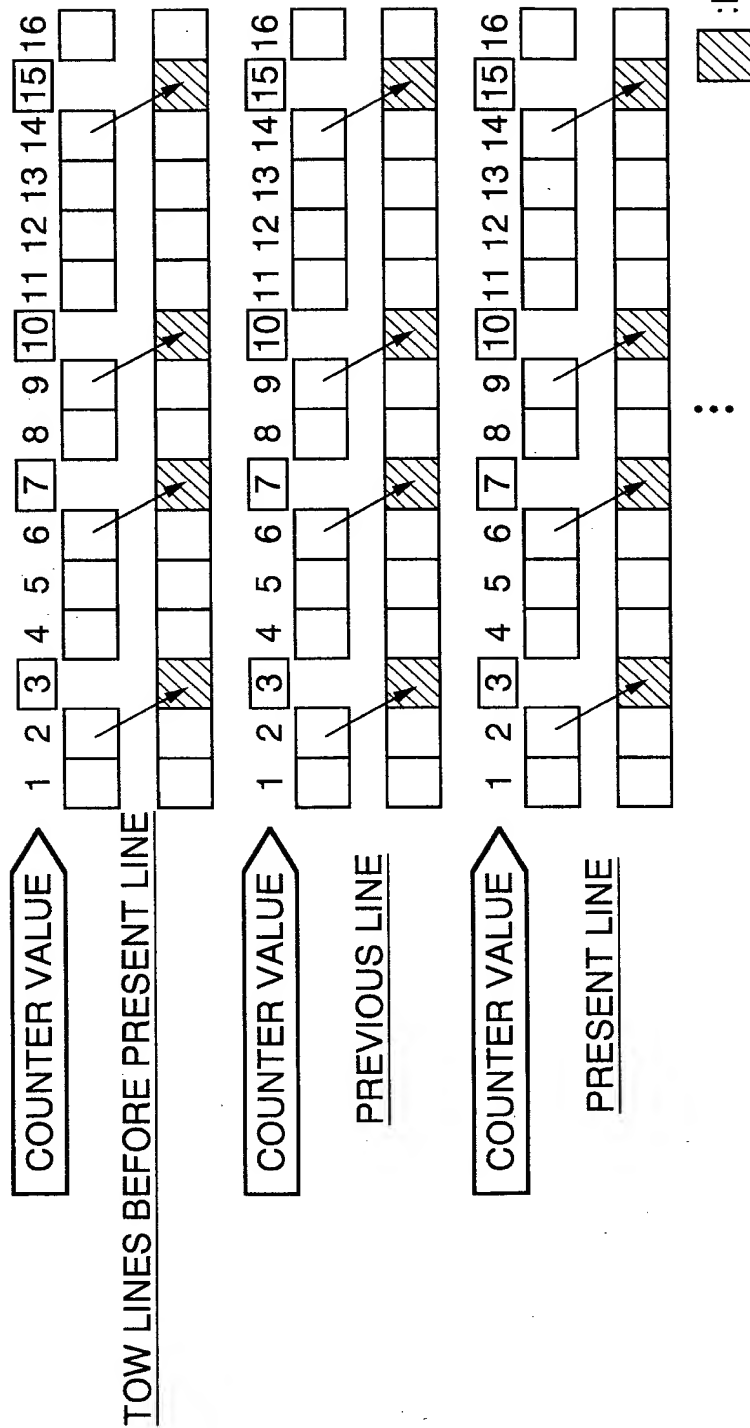 COUNTER VALUE 1 2 3 4 5 6 7 8 9 10 11 12 13 14 15 16
TOW LINES BEFORE PRESENT LINE
COUNTER VALUE 1 2 3 4 5 6 7 8 9 10 11 12 13 14 15 16
PREVIOUS LINE
COUNTER VALUE 1 2 3 4 5 6 7 8 9 10 11 12 13 14 15 16
PRESENT LINE